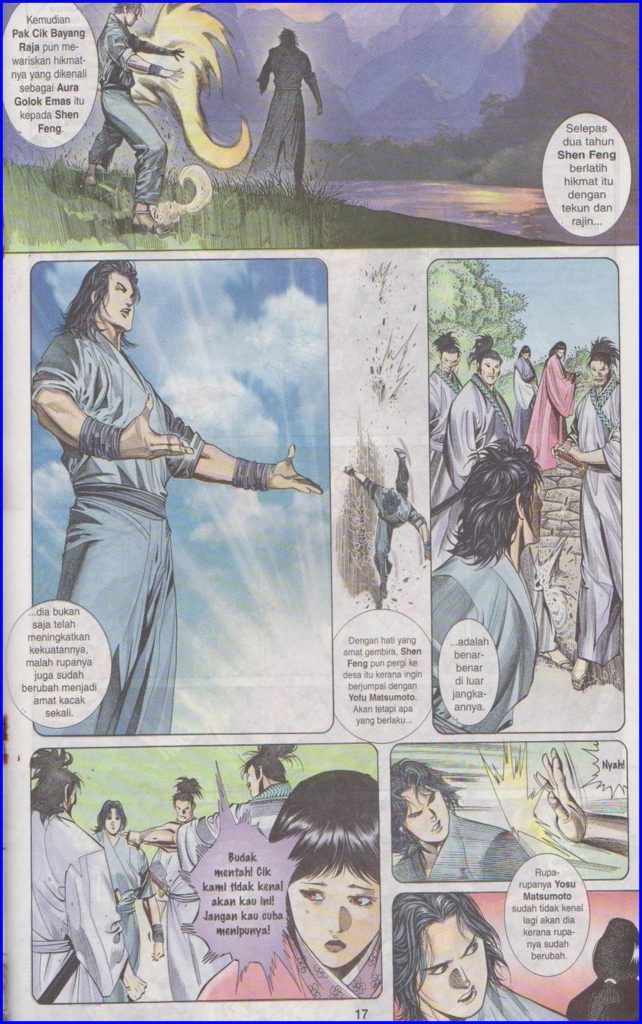 Kemudian
Pak Cik Bayang
Raja pun me-
wariskan hikmat-
nya yang dikenali
sebagai Aura
Golok Emas itu
kepada Shen
Feng.
Selepas
dua tahun
Shen Feng
berlatih
hikmat itu
dengan
tekun dan
rajin...
...dia bukan
saja telah
meningkatkan
kekuatannya,
malah rupanya
juga sudah
berubah menjadi
amat kacak
sekali.
Dengan hati yang
amat gembira, Shen
Feng pun pergi ke
desa itu kerana ingin
berjumpai dengan
Yofu Matsumoto.
Akan tetapi apa
yang berlaku...
...adalah
benar-
benar
di luar
jangka-
annya.
Budak
mentah! Cik
kami tidak kenal
akan kau ini!
Jangan kau cuba
menipunya!
Nyah!
Rupa-
rupanya Yosu
Matsumoto
sudah tidak kenal
lagi akan dia
kerana rupa-
nya sudah
berubah.
17